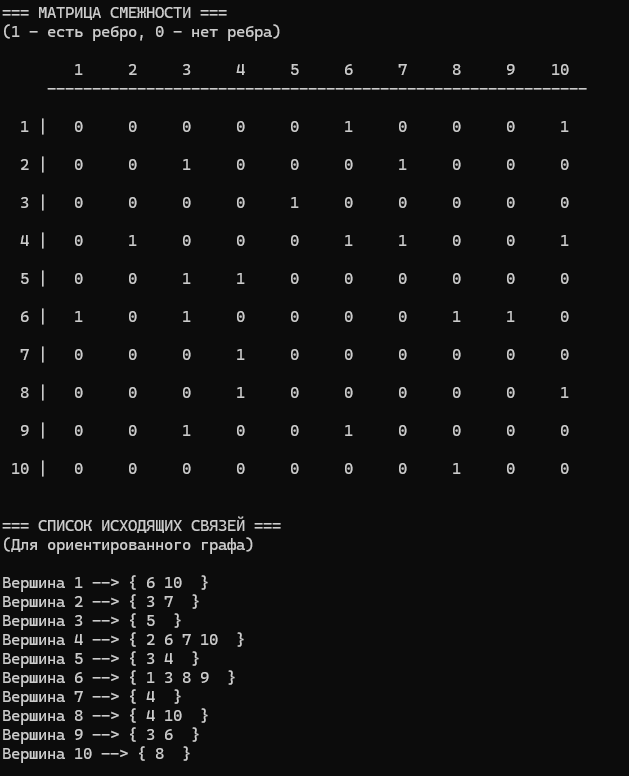 === МАТРИЦА СМЕЖНОСТИ ===
(1 - есть ребро, 0 - нет ребра)
1 2 3 4 5 6 7 8 9 10
------------------------------------------------------------
1 | 0 0 0 0 0 1 0 0 0 1
2 | 0 0 1 0 0 0 1 0 0 0
3 | 0 0 0 0 1 0 0 0 0 0
4 | 0 1 0 0 0 1 1 0 0 1
5 | 0 0 1 1 0 0 0 0 0 0
6 | 1 0 1 0 0 0 0 1 1 0
7 | 0 0 0 1 0 0 0 0 0 0
8 | 0 0 0 1 0 0 0 0 0 1
9 | 0 0 1 0 0 1 0 0 0 0
10 | 0 0 0 0 0 0 0 1 0 0
=== СПИСОК ИСХОДЯЩИХ СВЯЗЕЙ ===
(Для ориентированного графа)
Вершина 1 --> { 6 10 }
Вершина 2 --> { 3 7 }
Вершина 3 --> { 5 }
Вершина 4 --> { 2 6 7 10 }
Вершина 5 --> { 3 4 }
Вершина 6 --> { 1 3 8 9 }
Вершина 7 --> { 4 }
Вершина 8 --> { 4 10 }
Вершина 9 --> { 3 6 }
Вершина 10 --> { 8 }